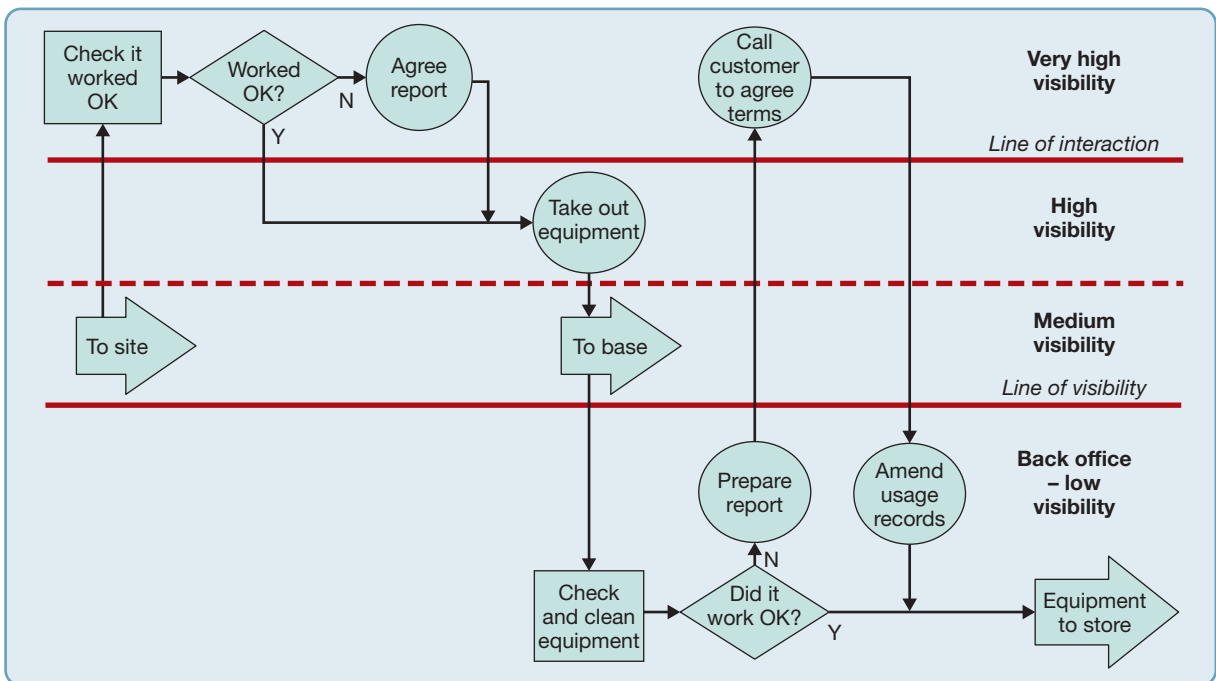 Check it
worked
OK
Worked
OK?
N
Y
Agree
report
Call
customer
to agree
terms
Very high
visibility
Line of interaction
Take out
equipment
High
visibility
To site
To base
Medium
visibility
Line of visibility
Prepare
report
Amend
usage
records
Back office
– low
visibility
Check
and clean
equipment
Did it
work OK?
N
Y
Equipment
to store